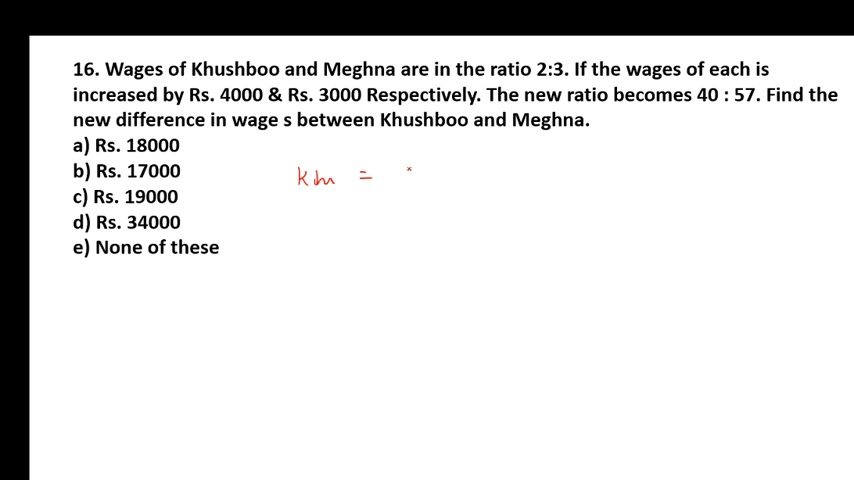 16. Wages of Khushboo and Meghna are in the ratio 2:3. If the wages of each is
increased by Rs. 4000 & Rs. 3000 Respectively. The new ratio becomes 40 : 57. Find the
new difference in wage s between Khushboo and Meghna.
a) Rs. 18000
b) Rs. 17000
c) Rs. 19000
d) Rs. 34000
e) None of these
km =